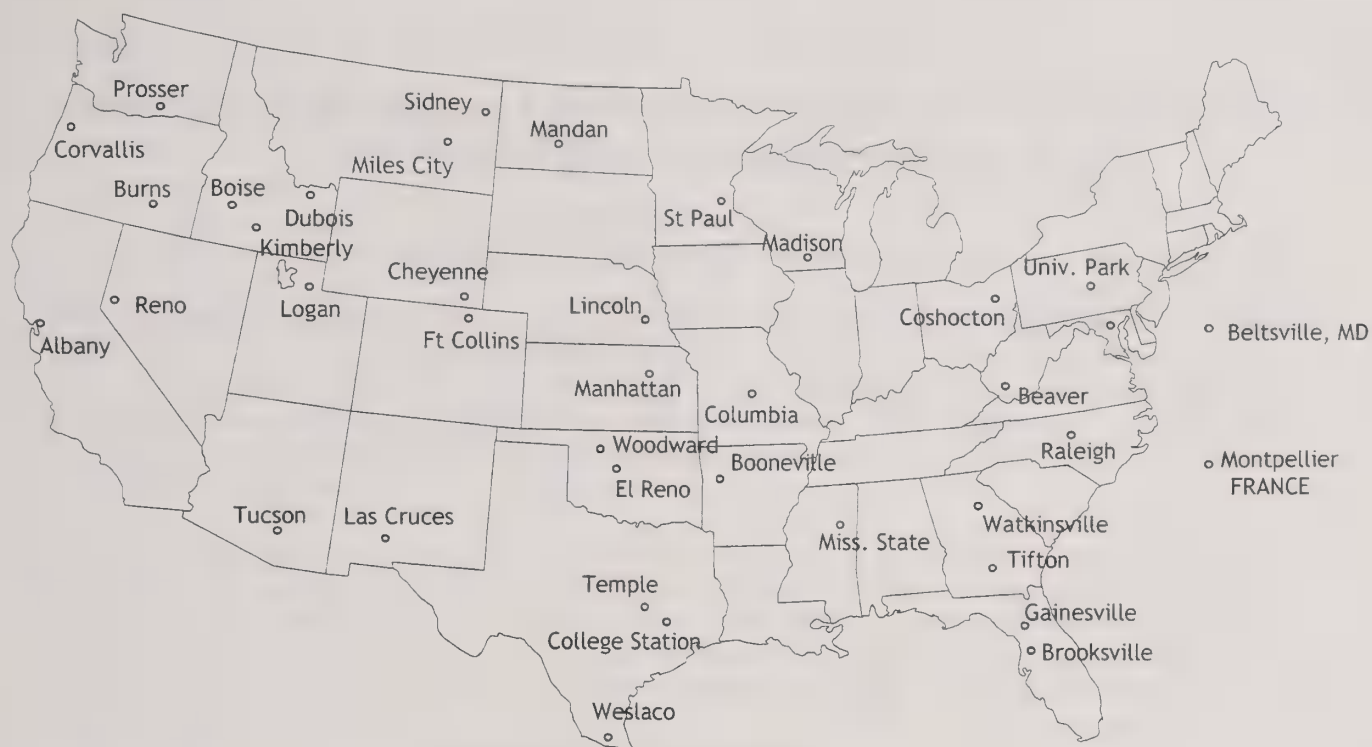 Prosser
Sidney
Mandan
Corvallis
Miles City
Burns
Boise
Dubois
St Paul
Kimberly
Madison
Cheyenne
Univ. Park
Reno
Logan
Lincoln
Coshocton
Albany
Ft Collins
Beltsville, MD
Manhattan
Columbia
Beaver
Woodward
Booneville
Raleigh
El Reno
Montpellier
FRANCE
Tucson
Las Cruces
Watkinsville
Miss. State
Tifton
Temple
Gainesville
College Station
Brooksville
Weslaco